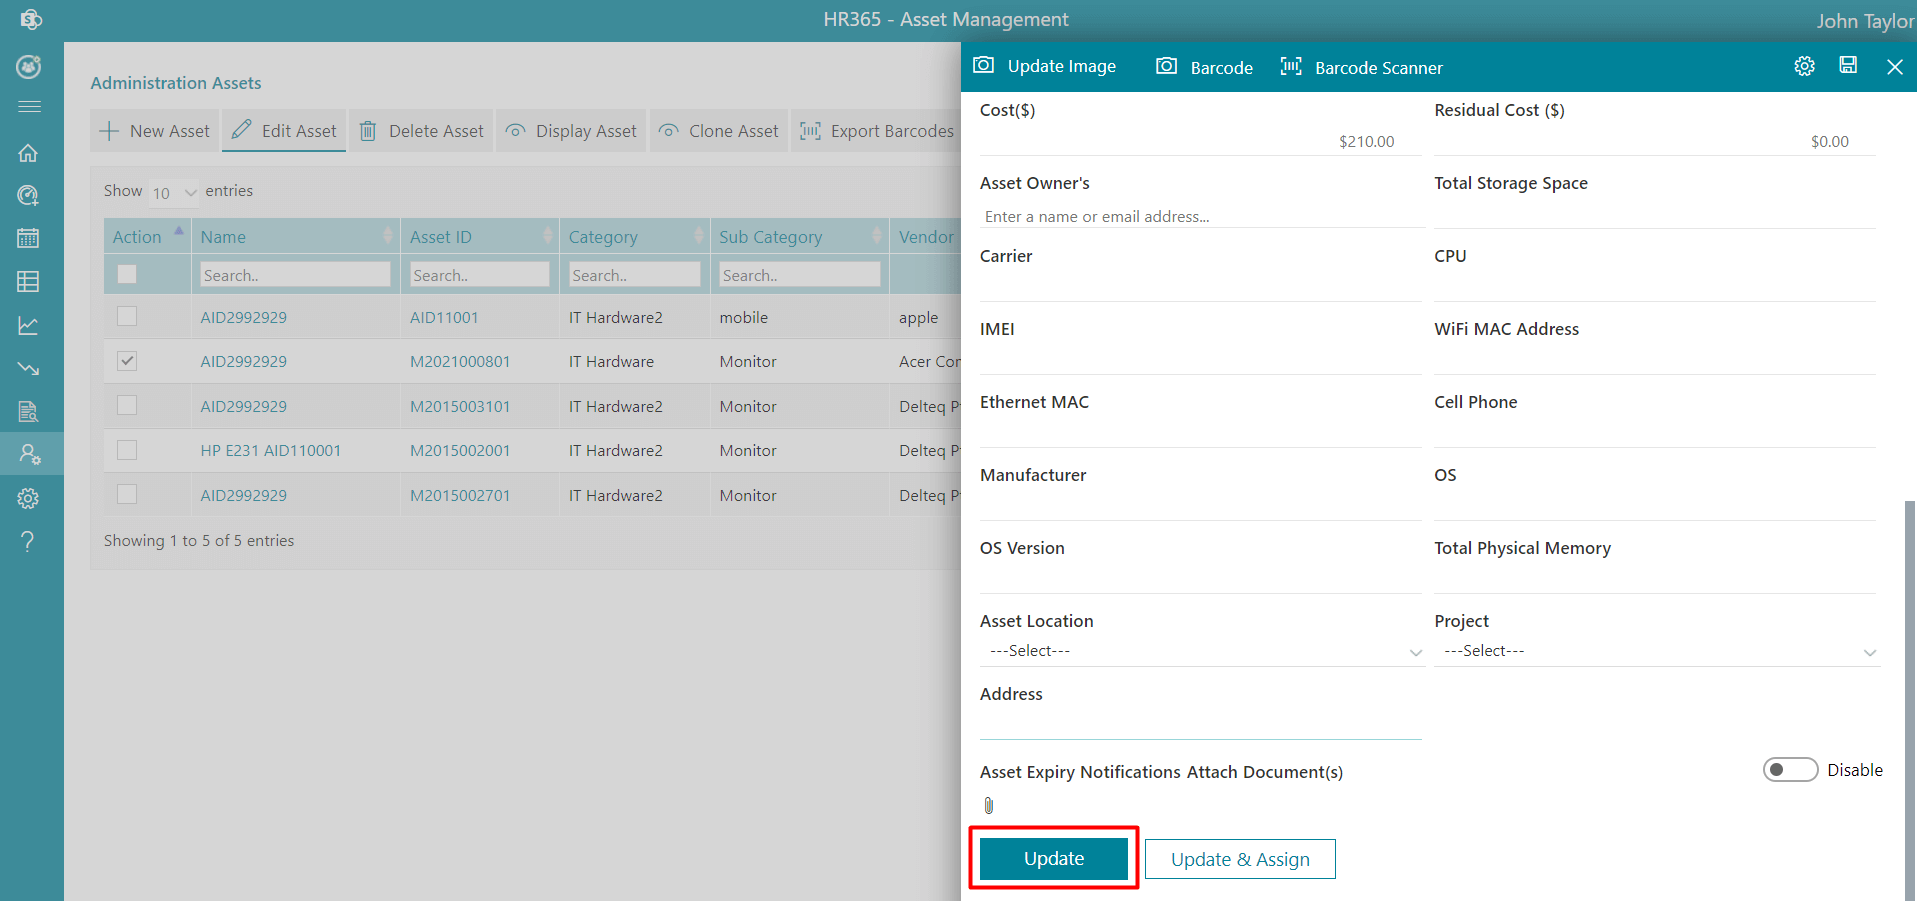 HR365 - Asset Management
John Taylor
Administration Assets
New Asset Edit Asset Delete Asset Display Asset Clone Asset Export Barcodes
Show 10 entries
Action Name Asset ID Category Sub Category Vendor
Search.. Search.. Search.. Search..
AID2992929 AID11001 IT Hardware2 mobile apple
AID2992929 M2021000801 IT Hardware Monitor Acer Con
AID2992929 M2015003101 IT Hardware2 Monitor Delteq
HP E231 AID110001 M2015002001 IT Hardware2 Monitor Delteq
AID2992929 M2015002701 IT Hardware2 Monitor Delteq
Showing 1 to 5 of 5 entries
Update Image Barcode Barcode Scanner
Cost($) Residual Cost ($)
$210.00 $0.00
Asset Owner's Total Storage Space
Enter a name or email address...
Carrier CPU
IMEI WiFi MAC Address
Ethernet MAC Cell Phone
Manufacturer OS
OS Version Total Physical Memory
Asset Location Project
---Select--- ---Select---
Address
Asset Expiry Notifications Attach Document(s) Disable
Update Update & Assign